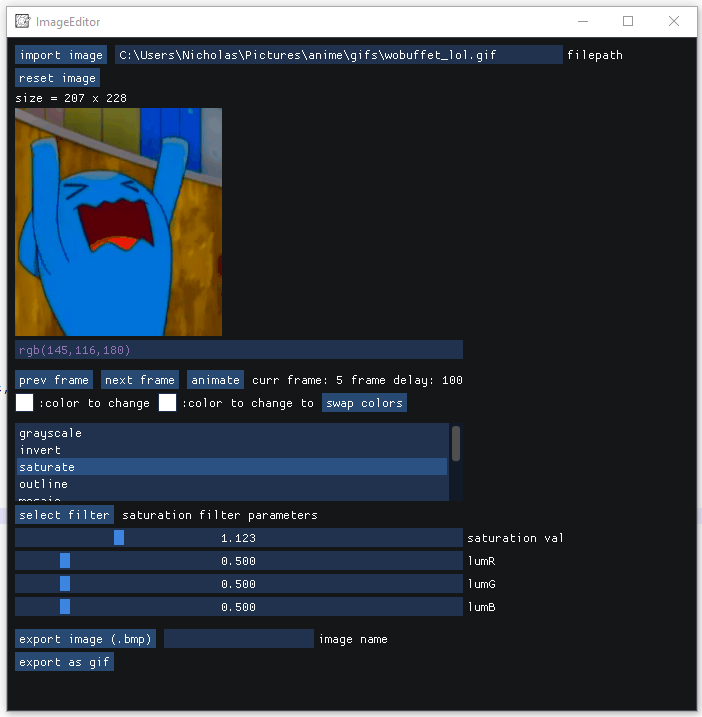 ImageEditor
import image C:\Users\Nicholas\Pictures\anime\gifs\wobuffet_lol.gif filepath
reset image
size = 207 x 228
rgb(145,116,180)
prev frame next frame animate curr frame: 5 frame delay: 100
:color to change :color to change to swap colors
grayscale
invert
saturate
outline
mosaic
select filter saturation filter parameters
1.123 saturation val
0.500 lumR
0.500 lumG
0.500 lumB
export image (.bmp) image name
export as gif